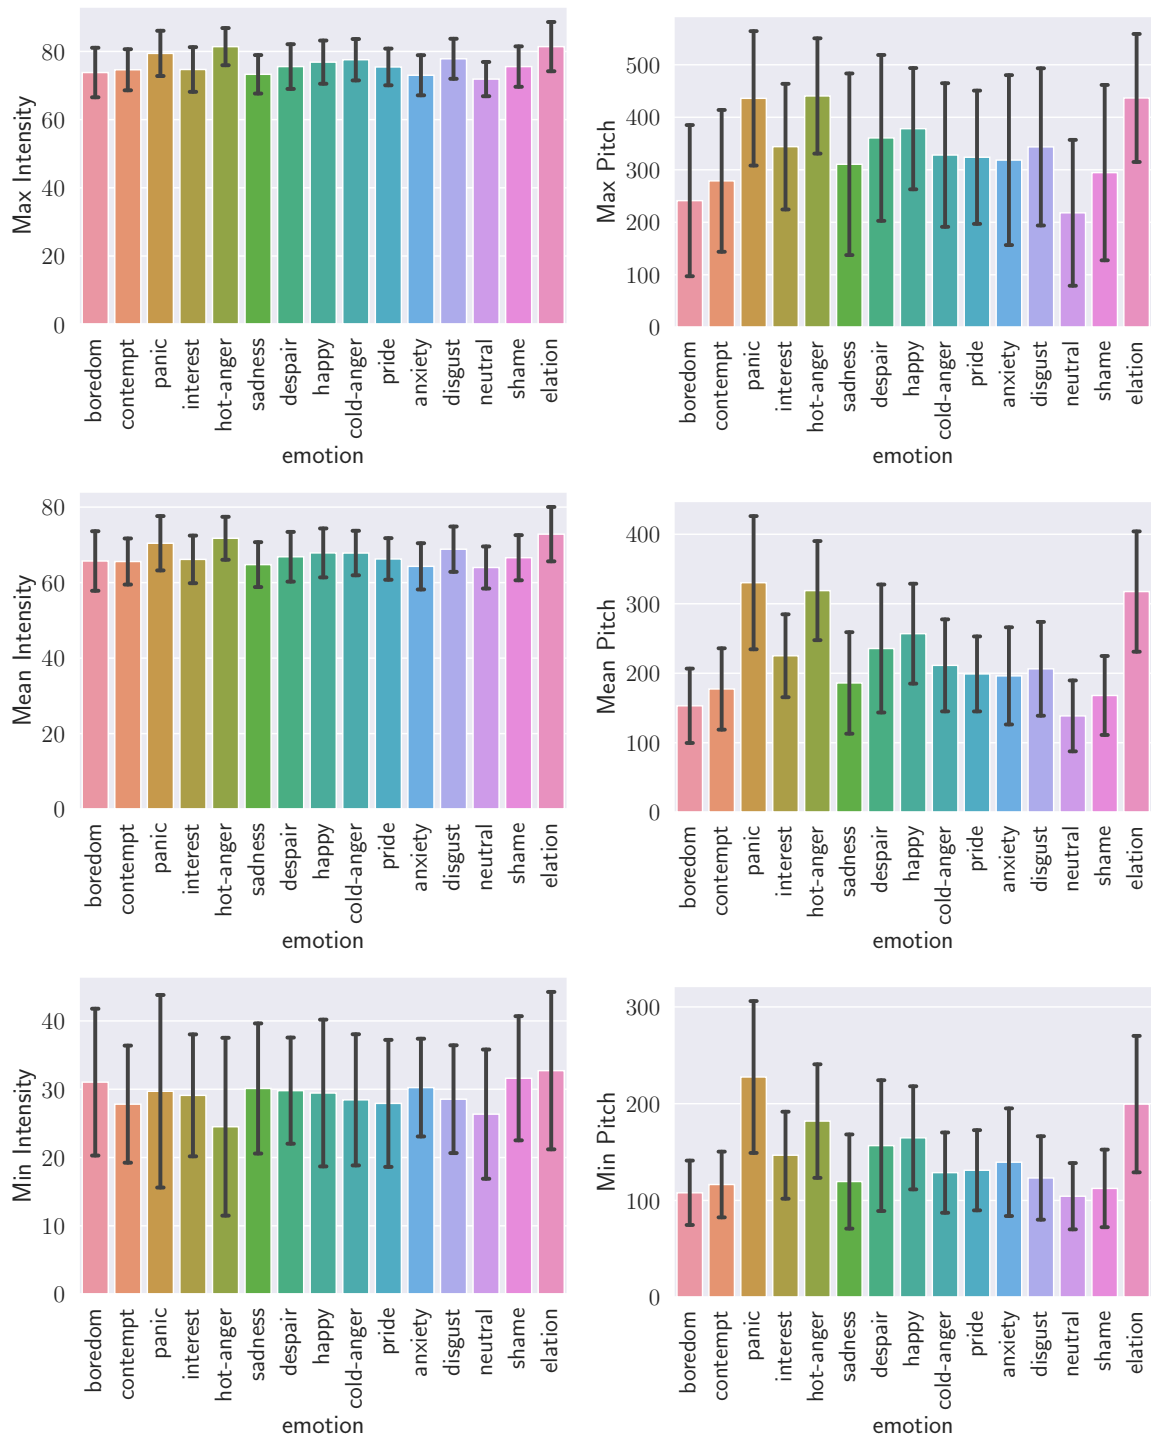 Max Intensity
80
60
40
20
0
boredom
contempt
panic
interest
hot-anger
sadness
despair
happy
cold-anger
pride
anxiety
disgust
neutral
shame
elation
emotion
Max Pitch
500
400
300
200
100
0
boredom
contempt
panic
interest
hot-anger
sadness
despair
happy
cold-anger
pride
anxiety
disgust
neutral
shame
elation
emotion
Mean Intensity
80
60
40
20
0
boredom
contempt
panic
interest
hot-anger
sadness
despair
happy
cold-anger
pride
anxiety
disgust
neutral
shame
elation
emotion
Mean Pitch
400
300
200
100
0
boredom
contempt
panic
interest
hot-anger
sadness
despair
happy
cold-anger
pride
anxiety
disgust
neutral
shame
elation
emotion
Min Intensity
40
30
20
10
0
boredom
contempt
panic
interest
hot-anger
sadness
despair
happy
cold-anger
pride
anxiety
disgust
neutral
shame
elation
emotion
Min Pitch
300
200
100
0
boredom
contempt
panic
interest
hot-anger
sadness
despair
happy
cold-anger
pride
anxiety
disgust
neutral
shame
elation
emotion